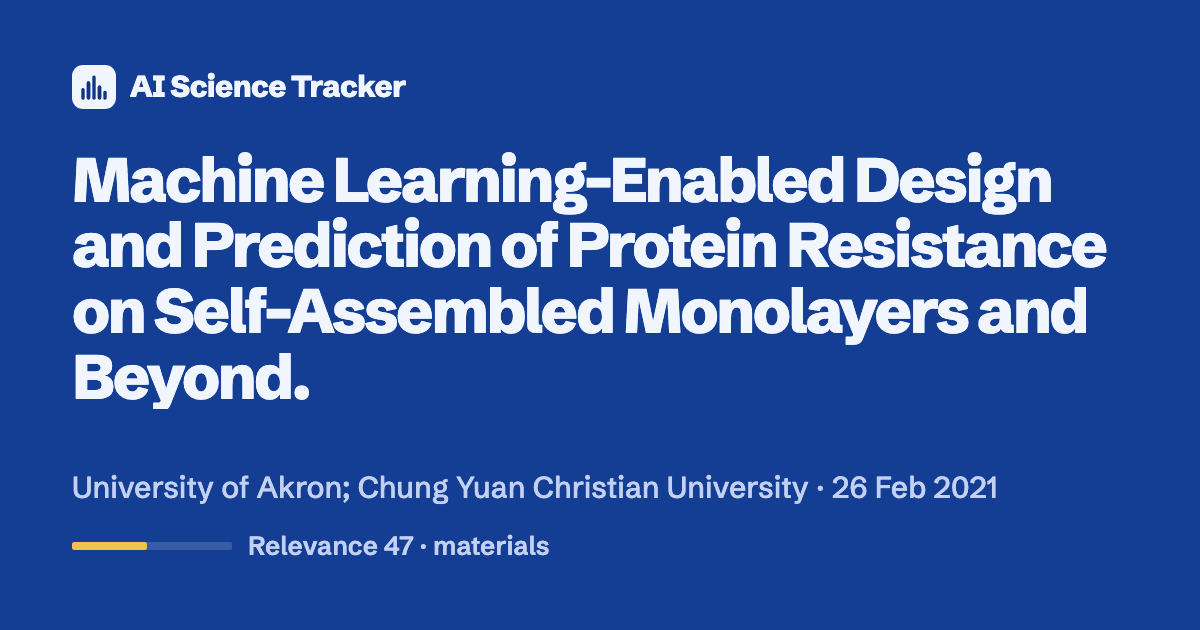 AI Science Tracker
Machine Learning-Enabled Design
and Prediction of Protein Resistance
on Self-Assembled Monolayers and
Beyond.
University of Akron; Chung Yuan Christian University · 26 Feb 2021
Relevance 47 · materials